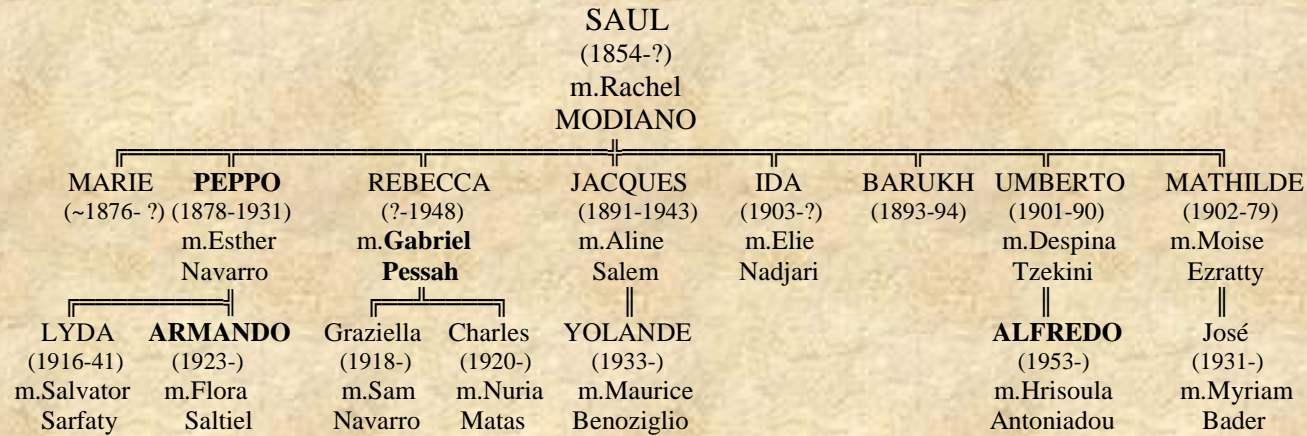 SAUL
(1854-?)
m.Rachel
MODIANO
MARIE PEPPO REBECCA JACQUES IDA BARUKH UMBERTO MATHILDE
(~1876- ?) (1878-1931) (?-1948) (1891-1943) (1903-?) (1893-94) (1901-90) (1902-79)
m.Esther m.Gabriel m.Aline m.Elie m.Despina m.Moise
Navarro Pessah Salem Nadjari Tzekini Ezratty
LYDA ARMANDO Graziella Charles YOLANDE ALFREDO José
(1916-41) (1923-) (1918-) (1920-) (1933-) (1953-) (1931-)
m.Salvator m.Flora m.Sam m.Nuria m.Maurice m.Hrisoula m.Myriam
Sarfaty Saltiel Navarro Matas Benoziglio Antoniadou Bader